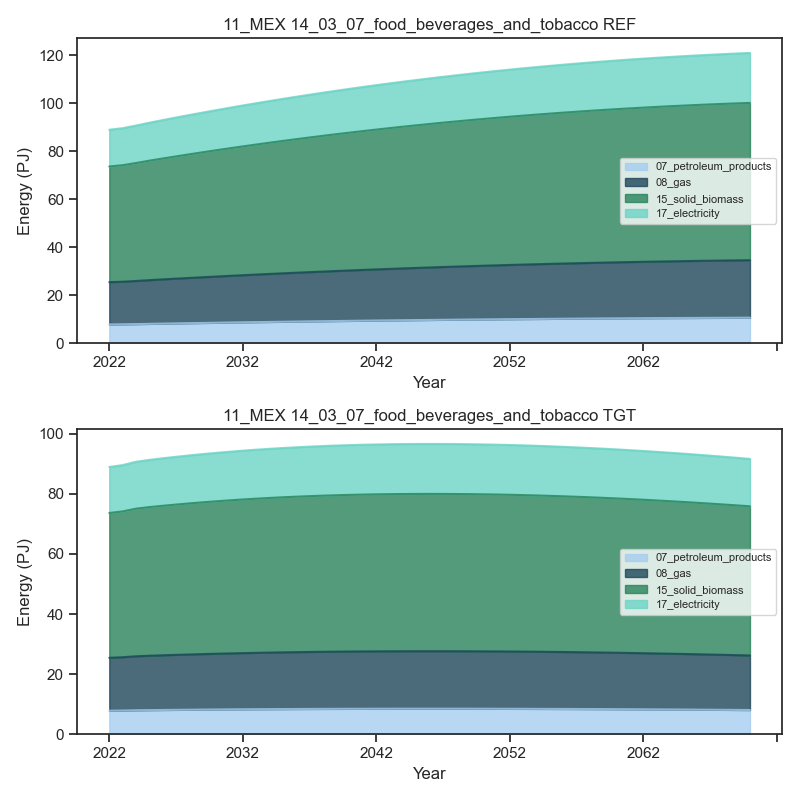 11_MEX 14_03_07_food_beverages_and_tobacco REF
120
100
80
60
40
20
0
Energy (PJ)
07_petroleum_products
08_gas
15_solid_biomass
17_electricity
2022 2032 2042 2052 2062
Year
11_MEX 14_03_07_food_beverages_and_tobacco TGT
100
80
60
40
20
0
Energy (PJ)
07_petroleum_products
08_gas
15_solid_biomass
17_electricity
2022 2032 2042 2052 2062
Year